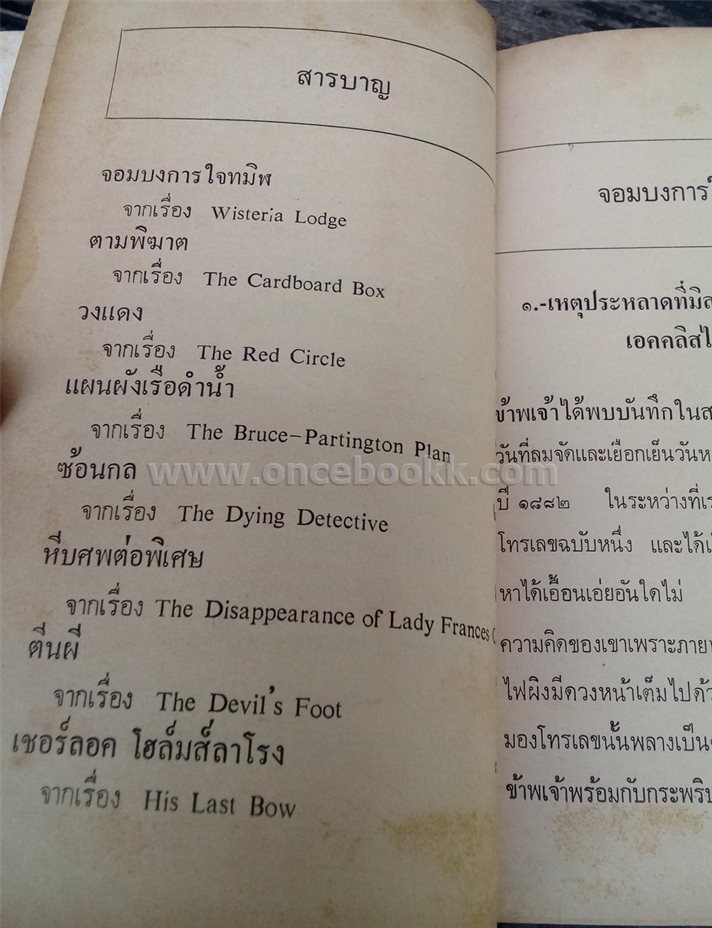 สารบาญ
จอมบงการใจทมิฬ
จากเรื่อง Wisteria Lodge
ตามพิฆาต
จากเรื่อง The Cardboard Box
วงแดง
จากเรื่อง The Red Circle
แผนผังเรือดำน้ำ
จากเรื่อง The Bruce-Partington Plan
ซ้อนกล
จากเรื่อง The Dying Detective
หีบศพต่อพิเศษ
จากเรื่อง The Disappearance of Lady Frances
ตีนผี
จากเรื่อง The Devil's Foot
เชอร์ลอค โฮล์มส์ลาโรง
จากเรื่อง His Last Bow
www.oncebookk.com
จอมบงการ
๑.-เหตุประหลาดที่มิส
เอคคลิส
ข้าพเจ้าได้พบบันทึกใน
วันที่ลมจัดและเยือกเย็นวัน
ปี ๑๘๘๒ ในระหว่างที่
โทรเลขฉบับหนึ่ง และได้
หาได้เอื้อนเอ่ยอันใดไม่
ความคิดของเขาเพราะภาย
ไฟผิงมีดวงหน้าเต็มไปด้ว
มองโทรเลขนั้นพลางเป็น
ข้าพเจ้าพร้อมกับกระพริบ